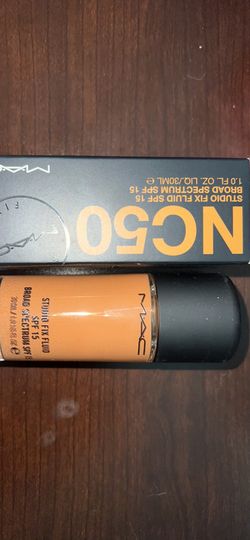 NC50
STUDIO FIX FLUID SPF 15
BROAD SPECTRUM SPF 15
1.0 FL. OZ. LIQ./30ML e
MAC
MAC
STUDIO FIX FLUID
SPF 15
BROAD SPECTRUM SPF